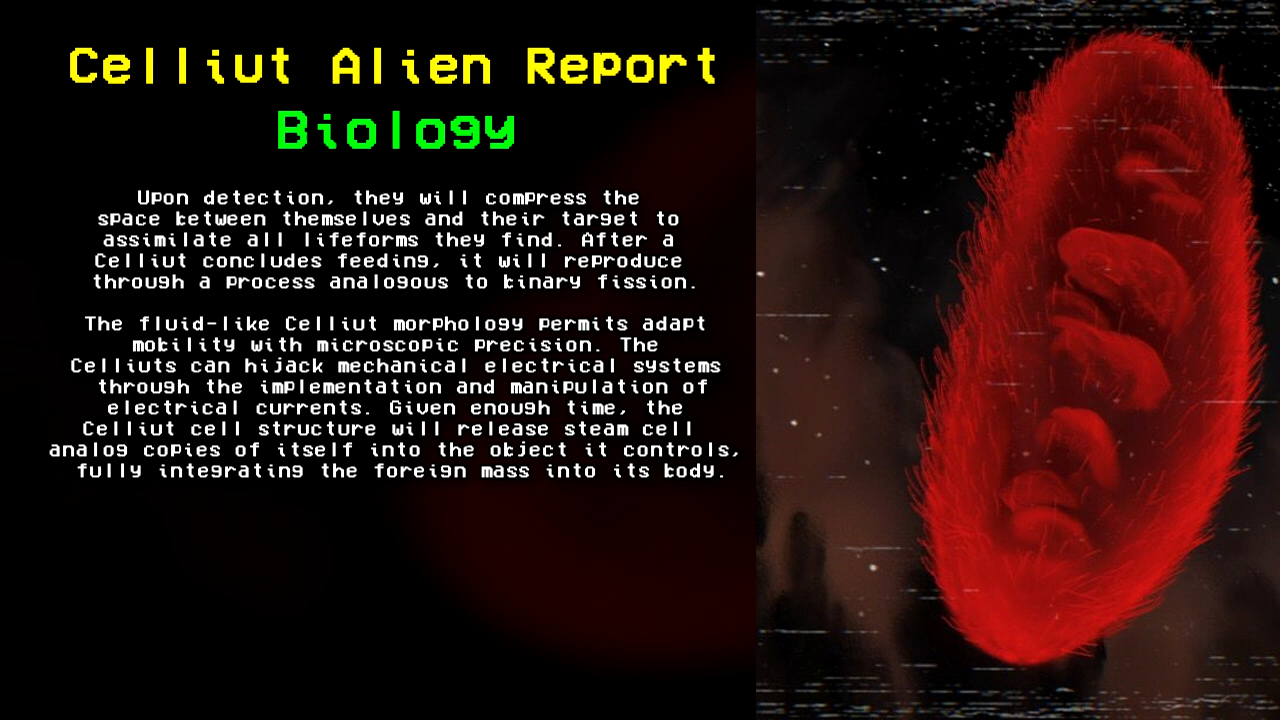 Celliut Alien Report
Biology
Upon detection, they will compress the
space between themselves and their target to
assimilate all lifeforms they find. After a
Celliut concludes feeding, it will reproduce
through a process analogous to binary fission.
The fluid-like Celliut morphology permits adapt
mobility with microscopic precision. The
Celliuts can hijack mechanical electrical systems
through the implementation and manipulation of
electrical currents. Given enough time, the
Celliut cell structure will release steam cell
analog copies of itself into the object it controls,
fully integrating the foreign mass into its body.